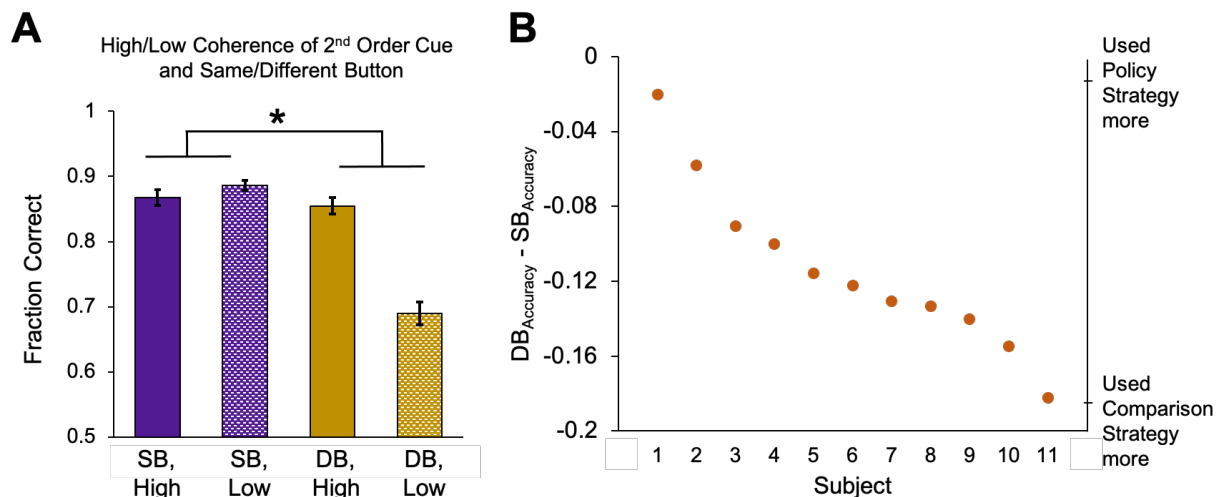 A
High/Low Coherence of 2nd Order Cue
and Same/Different Button
*
Fraction Correct
1
0.9
0.8
0.7
0.6
0.5
SB,
High
SB,
Low
DB,
High
DB,
Low
B
DBAccuracy - SBAccuracy
0
-0.04
-0.08
-0.12
-0.16
-0.2
1 2 3 4 5 6 7 8 9 10 11
Subject
Used
Policy
Strategy
more
Used
Comparison
Strategy
more